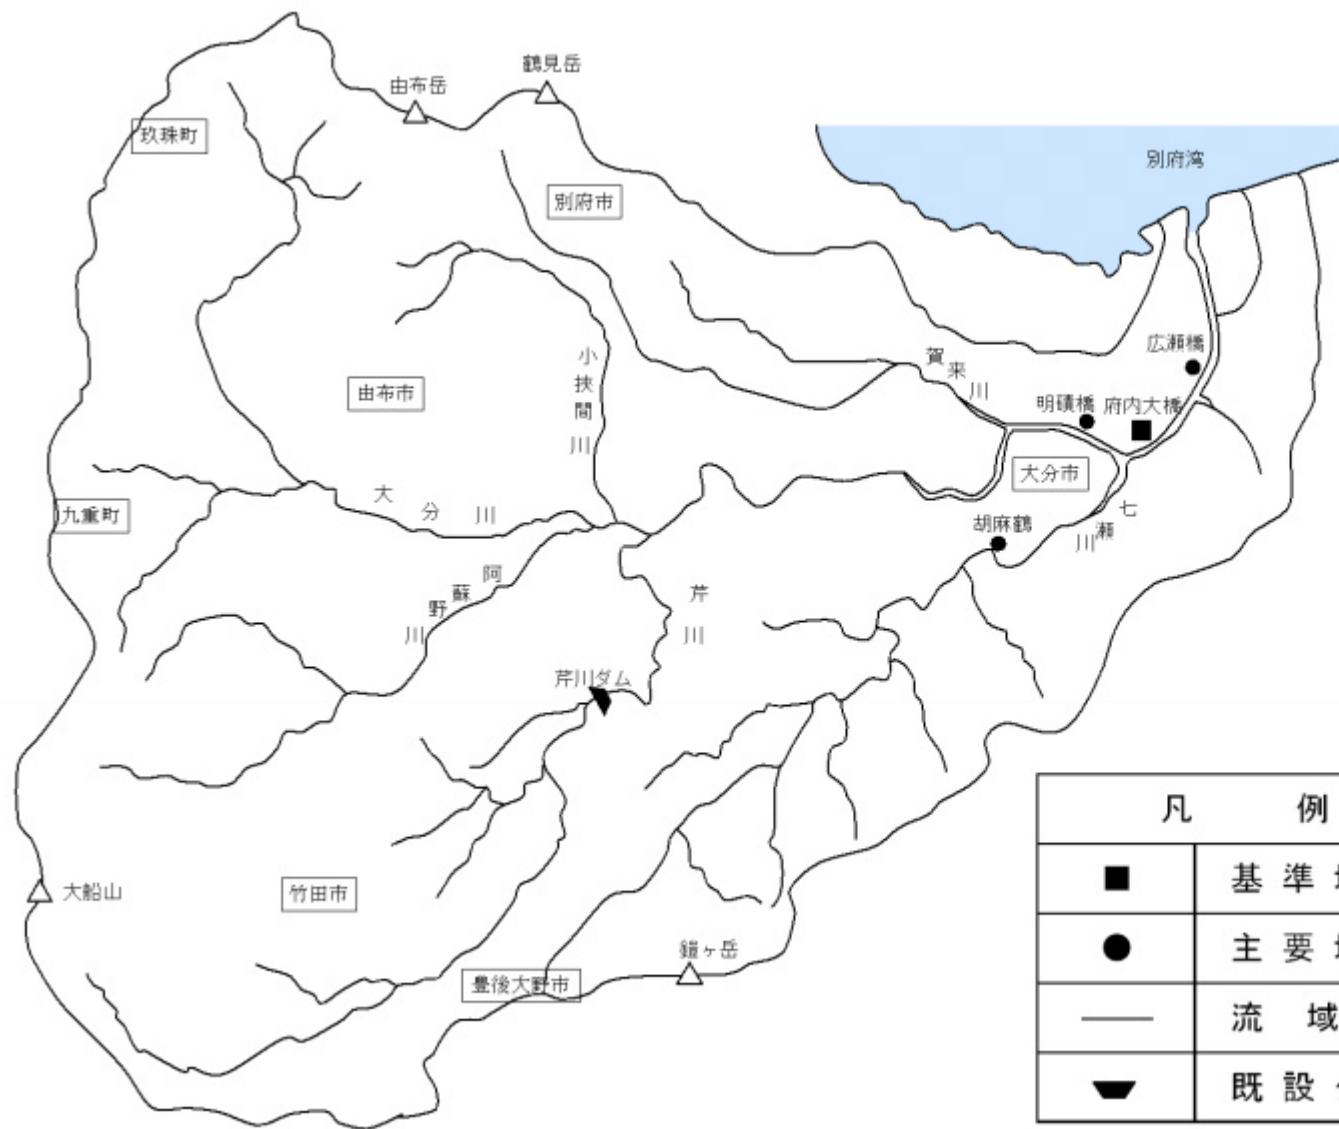 鶴見岳
由布岳
玖珠町
別府湾
別府市
広瀬橋
賀来川
小挟間川
由布市
明磧橋
府内大橋
大分市
大分川
九重町
七瀬川
胡麻鶴
阿蘇野川
芹川
芹川ダム
大船山
竹田市
鎧ヶ岳
豊後大野市
凡 例
基 準
主 要
流 域
既 設